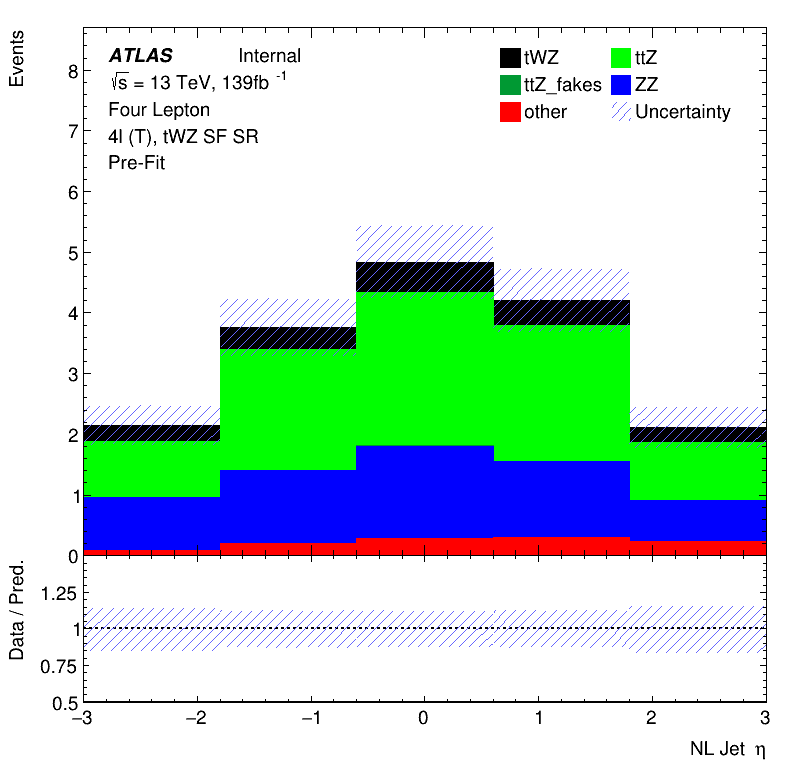 Events
ATLAS Internal
√s = 13 TeV, 139fb⁻¹
Four Lepton
4l (T), tWZ SF SR
Pre-Fit
tWZ ttZ
ttZ_fakes ZZ
other Uncertainty
8
7
6
5
4
3
2
1
0
Data / Pred.
1.25
1
0.75
0.5
−3 −2 −1 0 1 2 3
NL Jet η